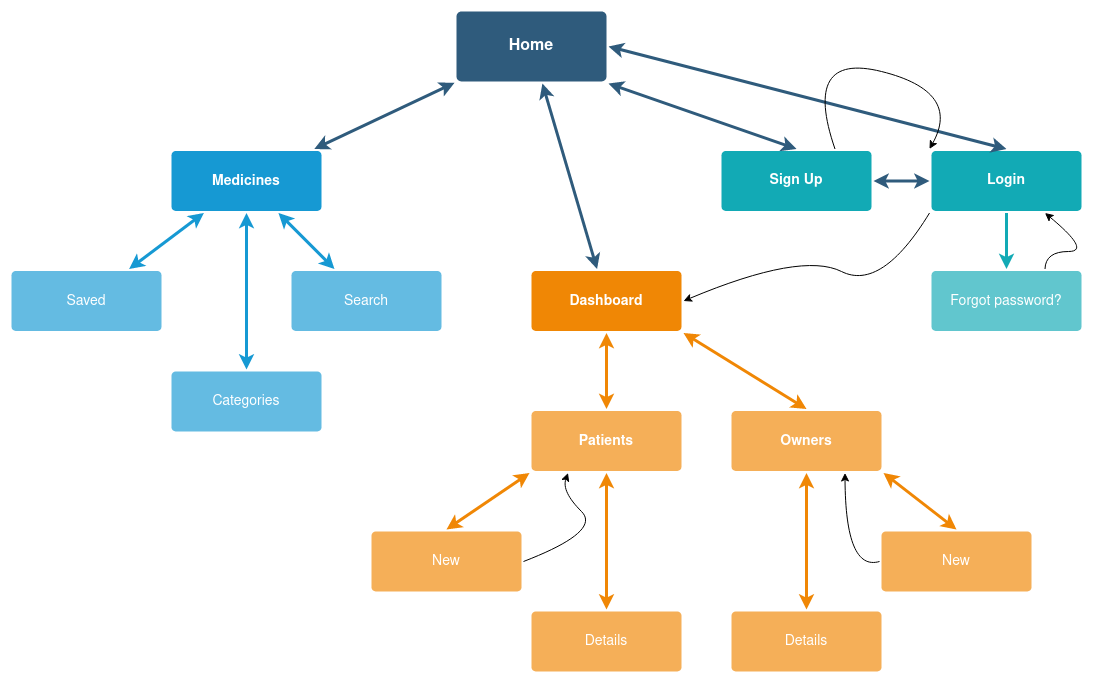 Home
Medicines
Sign Up
Login
Saved
Search
Dashboard
Forgot password?
Categories
Patients
Owners
New
New
Details
Details